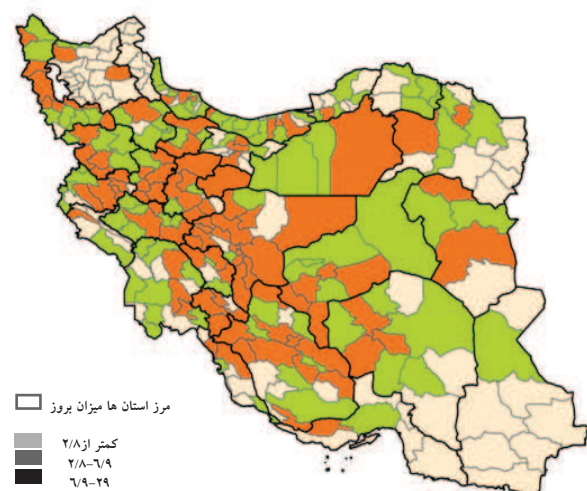 مرز استان ها میزان بروز
کمتر از ۲/۸
۲/۸-۶/۹
۶/۹-۲۹